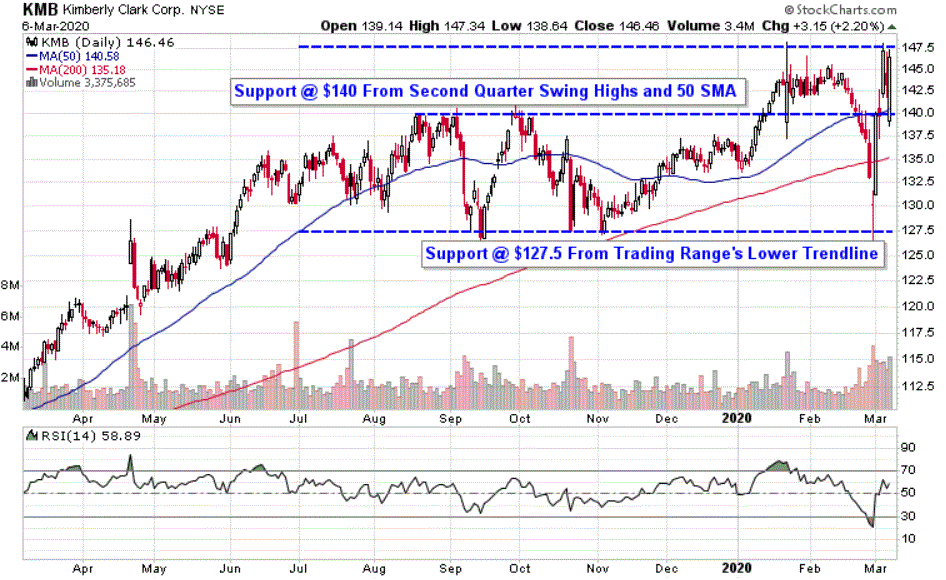 KMB Kimberly Clark Corp. NYSE
© StockCharts.com
6-Mar-2020
Open 139.14 High 147.34 Low 138.64 Close 146.46 Volume 3.4M Chg +3.15 (+2.20%)
KMB (Daily) 146.46
MA(50) 140.58
MA(200) 135.18
Volume 3,375,685
Support @ $140 From Second Quarter Swing Highs and 50 SMA
Support @ $127.5 From Trading Range's Lower Trendline
147.5
145.0
142.5
140.0
137.5
135.0
132.5
130.0
127.5
125.0
122.5
120.0
117.5
115.0
112.5
8M
6M
4M
2M
Apr May Jun Jul Aug Sep Oct Nov Dec 2020 Feb Mar
RSI(14) 58.89
90
70
50
30
10
Apr May Jun Jul Aug Sep Oct Nov Dec 2020 Feb Mar